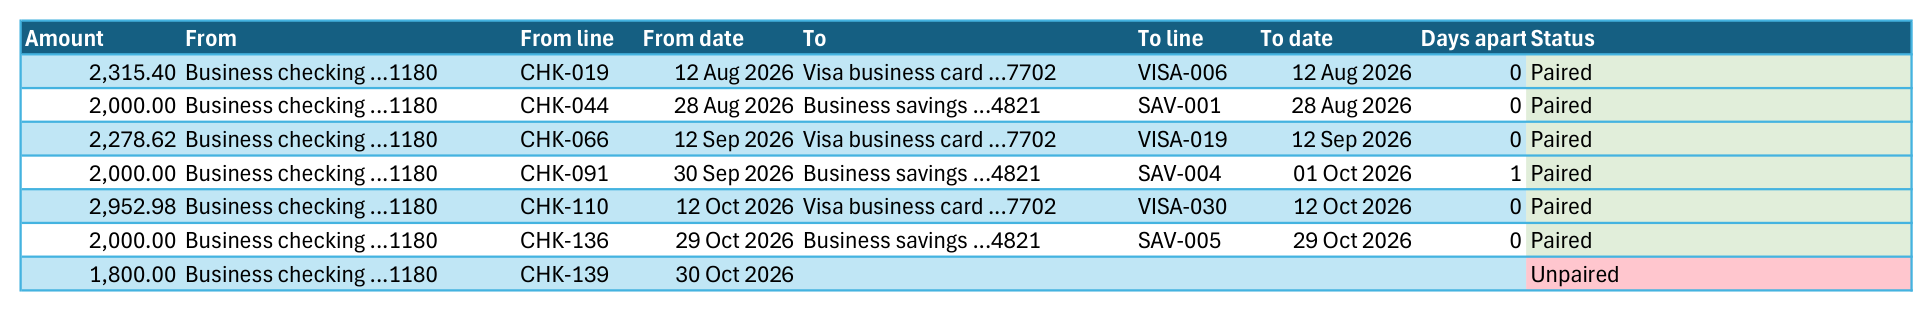 Amount From From line From date To To line To date Days apart Status
2,315.40 Business checking ...1180 CHK-019 12 Aug 2026 Visa business card ...7702 VISA-006 12 Aug 2026 0 Paired
2,000.00 Business checking ...1180 CHK-044 28 Aug 2026 Business savings ...4821 SAV-001 28 Aug 2026 0 Paired
2,278.62 Business checking ...1180 CHK-066 12 Sep 2026 Visa business card ...7702 VISA-019 12 Sep 2026 0 Paired
2,000.00 Business checking ...1180 CHK-091 30 Sep 2026 Business savings ...4821 SAV-004 01 Oct 2026 1 Paired
2,952.98 Business checking ...1180 CHK-110 12 Oct 2026 Visa business card ...7702 VISA-030 12 Oct 2026 0 Paired
2,000.00 Business checking ...1180 CHK-136 29 Oct 2026 Business savings ...4821 SAV-005 29 Oct 2026 0 Paired
1,800.00 Business checking ...1180 CHK-139 30 Oct 2026 Unpaired